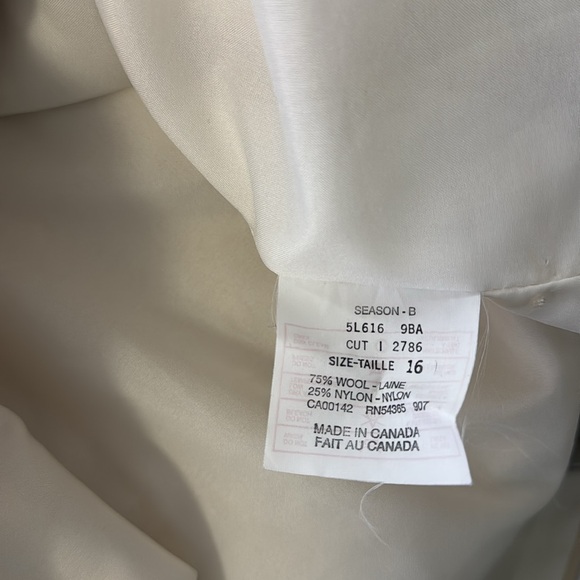 SEASON - B
5L616 9BA
CUT | 2786
SIZE-TAILLE 16
75% WOOL - LAINE
25% NYLON - NYLON
CA00142 RN54365 907
MADE IN CANADA
FAIT AU CANADA